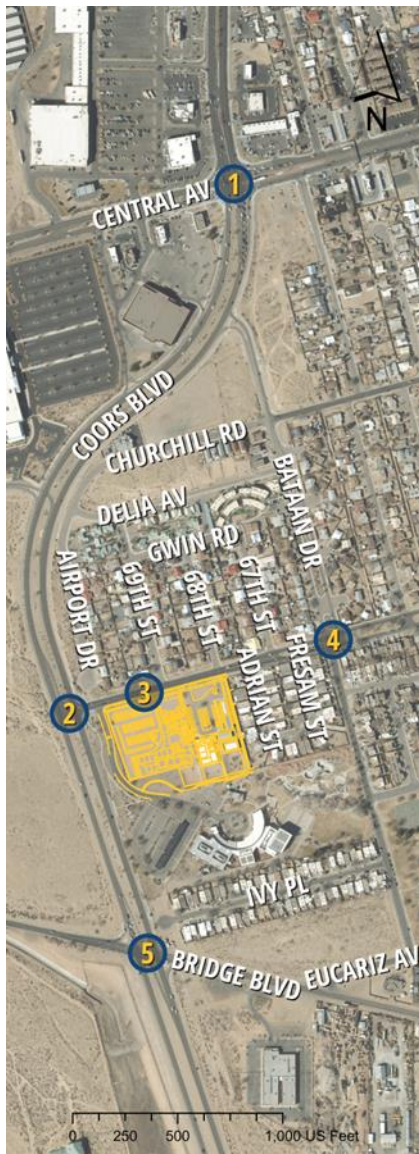 N
1
CENTRAL AV
COORS BLVD
CHURCHILL RD
DELIA AV
GWIN RD
BATAAN DR
AIRPORT DR
69TH ST
68TH ST
67TH ST
4
3
2
ADRIAN ST
FRESAM ST
IVY PL
5
BRIDGE BLVD
EUCARIZ AV
0 250 500 1,000 US Feet